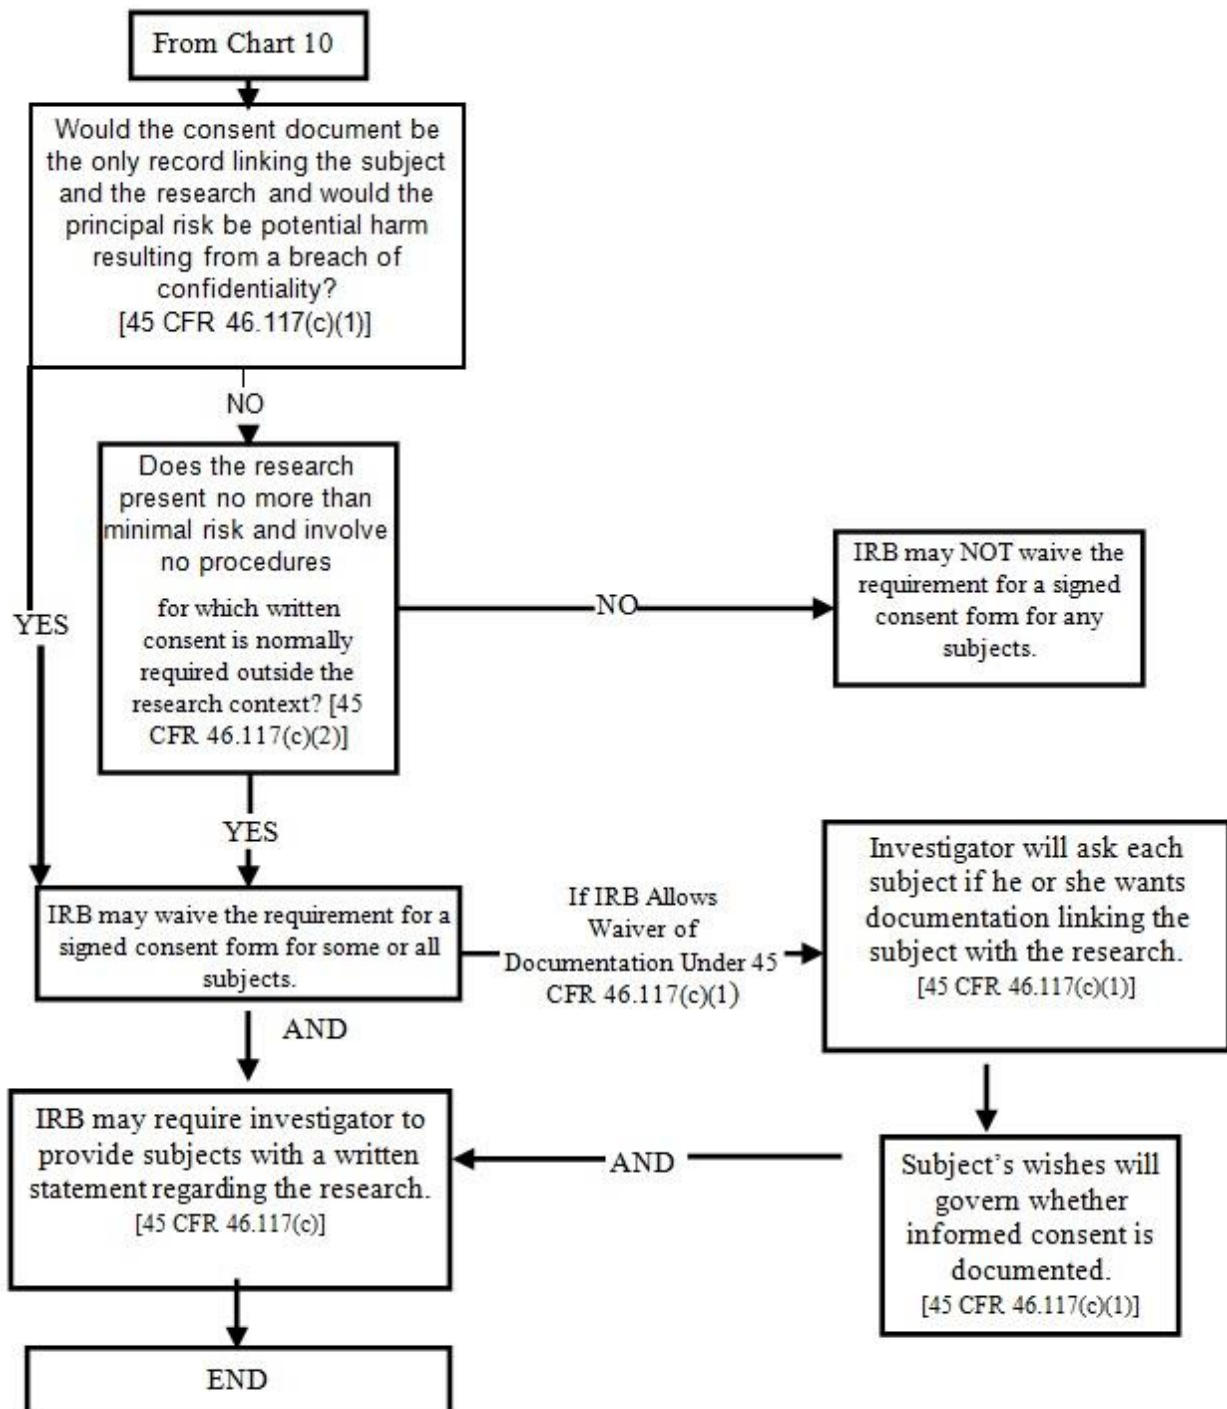 From Chart 10
Would the consent document be
the only record linking the subject
and the research and would the
principal risk be potential harm
resulting from a breach of
confidentiality?
[45 CFR 46.117(c)(1)]
NO
YES
Does the research
present no more than
minimal risk and involve
no procedures
for which written
consent is normally
required outside the
research context? [45
CFR 46.117(c)(2)]
NO
IRB may NOT waive the
requirement for a signed
consent form for any
subjects.
YES
IRB may waive the requirement for a
signed consent form for some or all
subjects.
If IRB Allows
Waiver of
Documentation Under 45
CFR 46.117(c)(1)
Investigator will ask each
subject if he or she wants
documentation linking the
subject with the research.
[45 CFR 46.117(c)(1)]
AND
IRB may require investigator to
provide subjects with a written
statement regarding the research.
[45 CFR 46.117(c)]
AND
Subject’s wishes will
govern whether
informed consent is
documented.
[45 CFR 46.117(c)(1)]
END